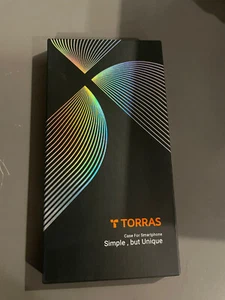 TORRAS
Case For Smartphone
Simple , but Unique